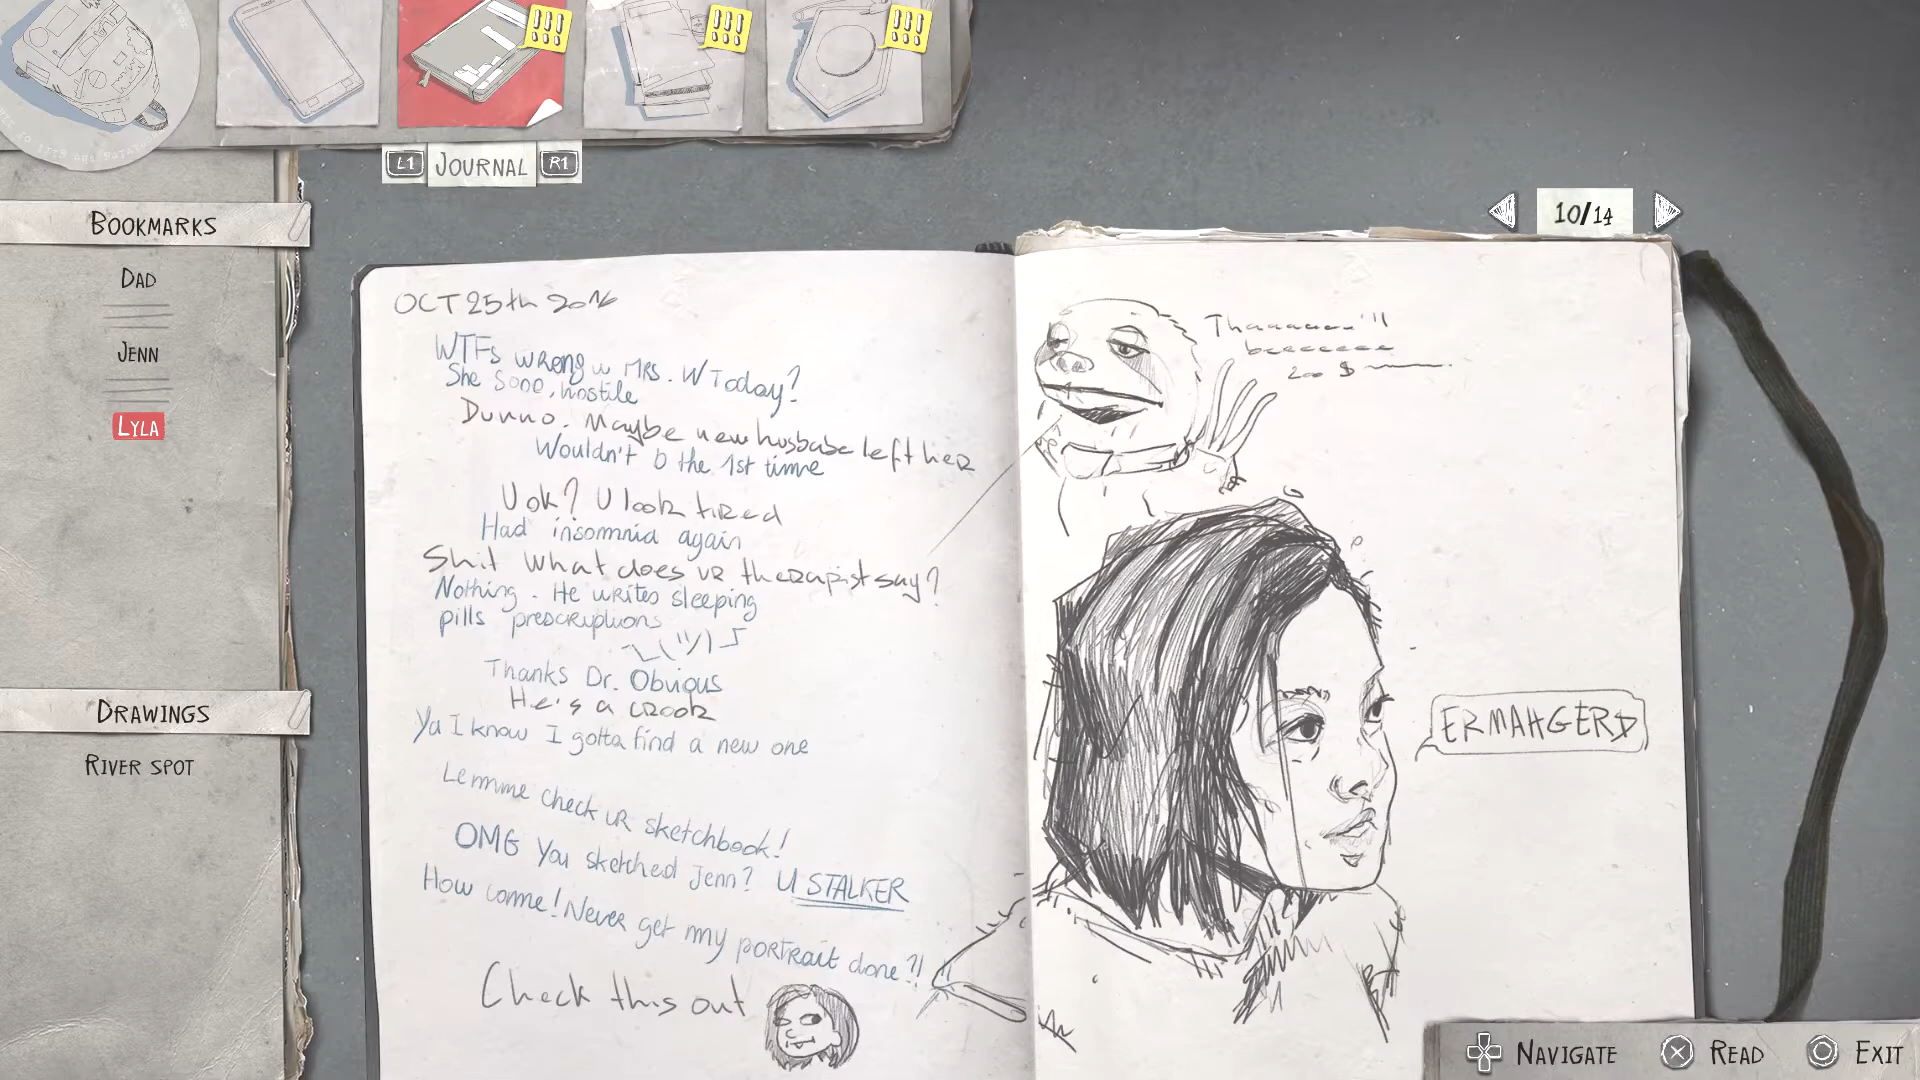 L1 JOURNAL R1
BOOKMARKS
DAD
JENN
LYLA
DRAWINGS
RIVER SPOT
10/14
OCT 25th 2016
WTFs wrong w MRS. W Today?
She sooo, hostile
Dunno. Maybe new husbabe left her
Wouldn't b the 1st time
U ok? U look tired
Had insomnia again
Shit what does ur therapist say?
Nothing. He writes sleeping
pills prescriptions
¯\_(ツ)_/¯
Thanks Dr. Obvious
He's a crook
Ya I know I gotta find a new one
Lemme check uR sketchbook!
OMG You sketched Jenn? U STALKER
How come! Never get my portrait done?!
Check this out
200 $
ERMAHGERD
NAVIGATE
READ
EXIT